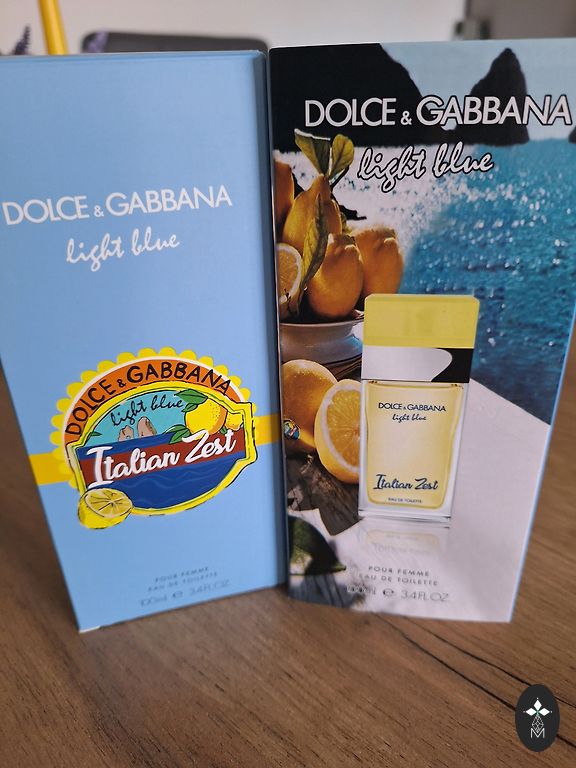 DOLCE & GABBANA
light blue
DOLCE & GABBANA
light blue
Italian Zest
POUR FEMME
EAU DE TOILETTE
100ml e 3.4FL.OZ
DOLCE & GABBANA
light blue
DOLCE & GABBANA
light blue
Italian Zest
EAU DE TOILETTE
POUR FEMME
EAU DE TOILETTE
100ml e 3.4FL.OZ
M